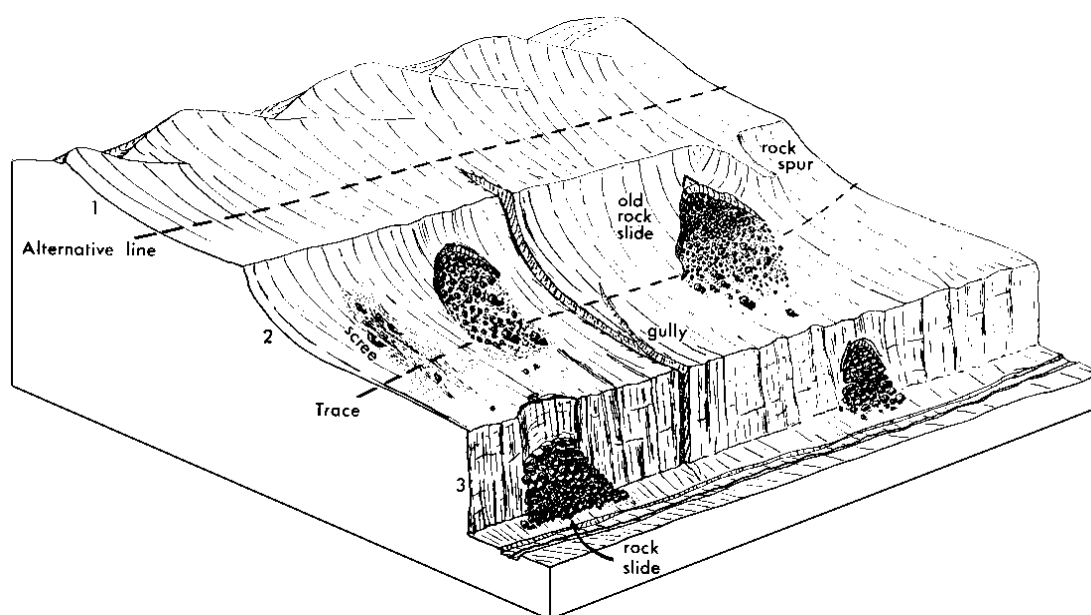 rock
spur
old
rock
slide
1
Alternative line
2
scree
gully
Trace
3
rock
slide